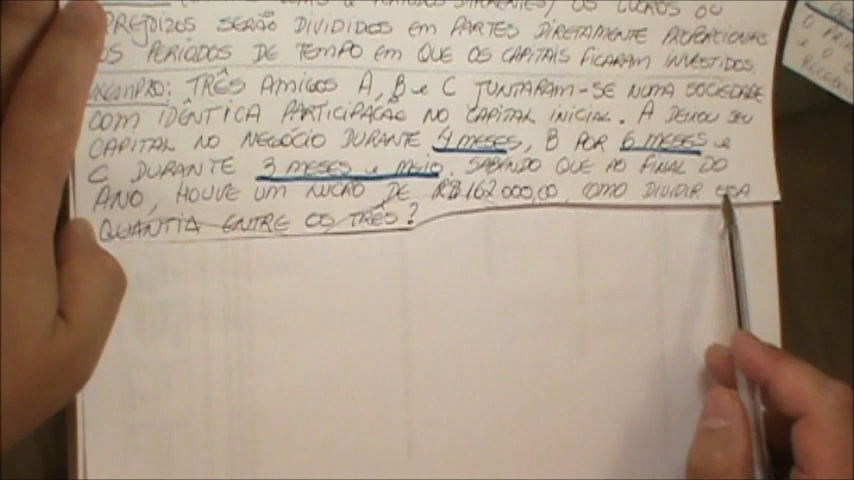 OS LUCROS OU
PREJUÍZOS SERÃO DIVIDIDOS EM PARTES DIRETAMENTE PROPORCIONAIS
OS PERÍODOS DE TEMPO EM QUE OS CAPITAIS FICARAM INVESTIDOS.
TRÊS AMIGOS A, B e C JUNTARAM-SE NUMA SOCIEDADE
COM IDÊNTICA PARTICIPAÇÃO NO CAPITAL INICIAL. A DEIXOU SEU
CAPITAL NO NEGÓCIO DURANTE 4 MESES, B POR 6 MESES e
C DURANTE 3 MESES e MEIO. SABENDO QUE AO FINAL DO
ANO, HOUVE UM LUCRO DE R$ 162 000,00, COMO DIVIDIR ESSA
QUANTIA ENTRE OS TRÊS?